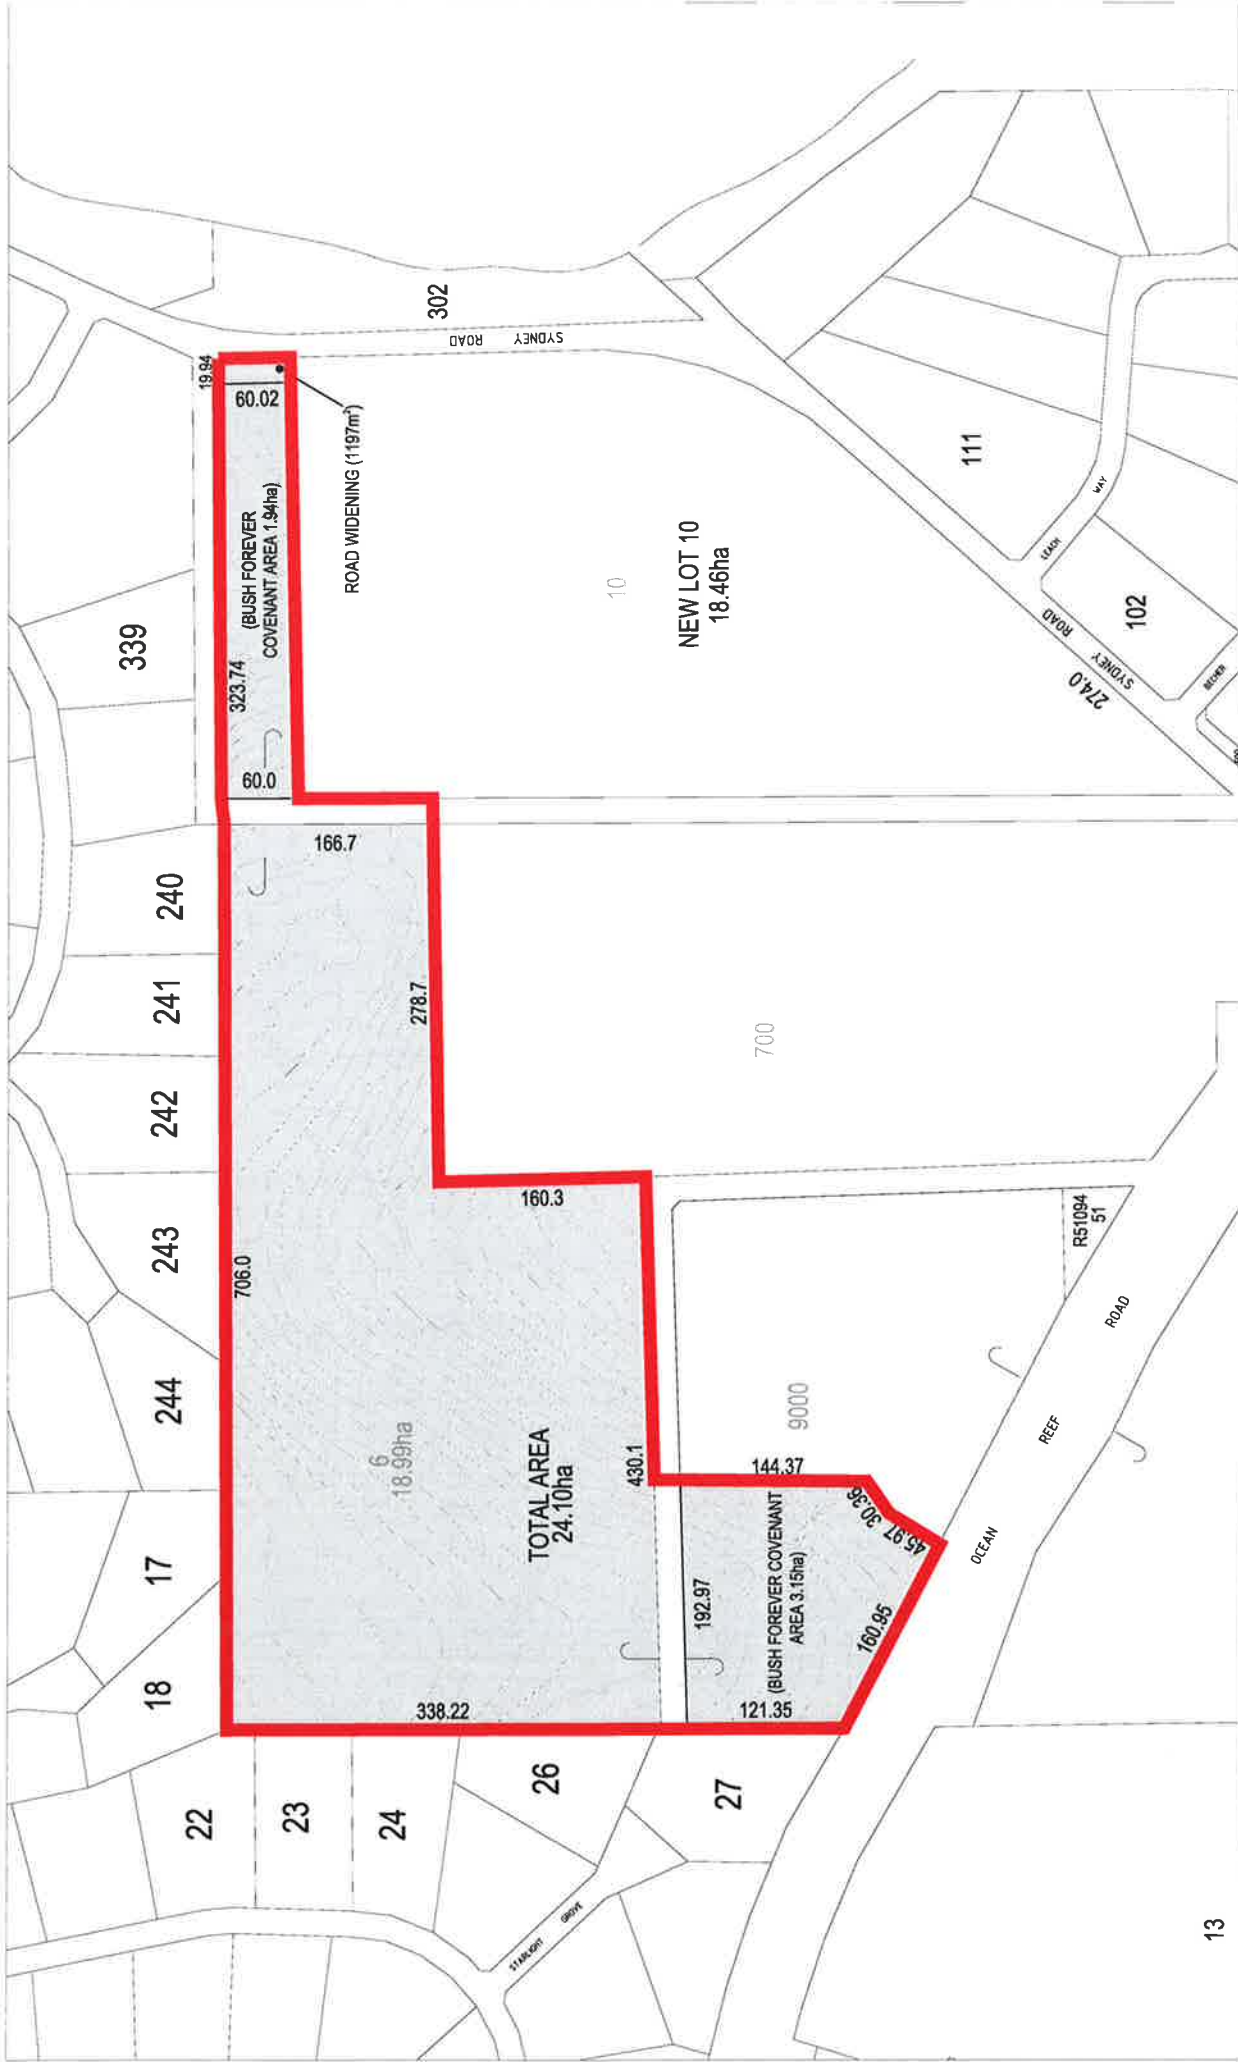 302
SYDNEY ROAD
19.94
60.02
ROAD WIDENING (1197m²)
(BUSH FOREVER
COVENANT AREA 1.94ha)
339
323.74
60.0
10
NEW LOT 10
18.46ha
111
LEACH WAY
102
SYDNEY ROAD
274.0
BECHER
240
166.7
241
278.7
242
700
243
706.0
160.3
R51094
51
244
6
18.99ha
TOTAL AREA
24.10ha
430.1
9000
144.37
OCEAN REEF ROAD
30.36
45.97
17
18
192.97
(BUSH FOREVER COVENANT
AREA 3.15ha)
160.95
338.22
121.35
22
23
24
26
27
STARLIGHT GROVE
13